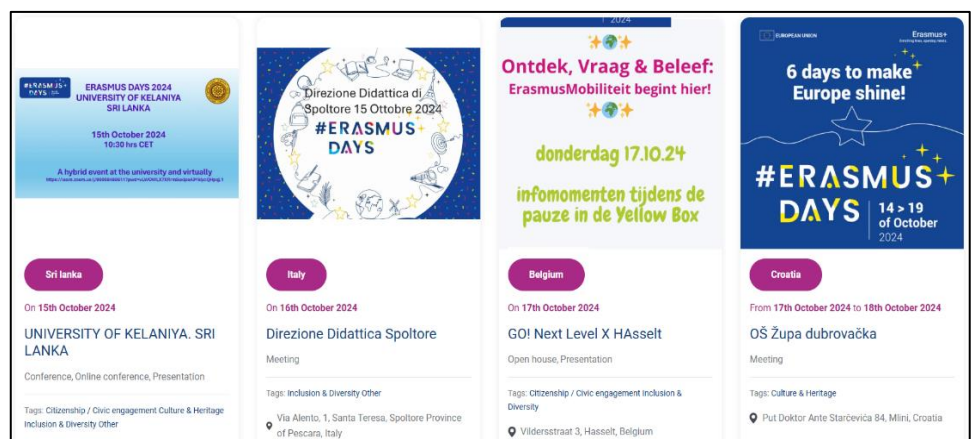 #ERASMUS+
DAYS
ERASMUS DAYS 2024
UNIVERSITY OF KELANIYA
SRI LANKA
15th October 2024
10:30 hrs CET
A hybrid event at the university and virtually
Sri lanka
On 15th October 2024
UNIVERSITY OF KELANIYA. SRI
LANKA
Conference, Online conference, Presentation
Tags: Citizenship / Civic engagement Culture & Heritage
Inclusion & Diversity Other
Direzione Didattica di
Spoltore 15 Ottobre 2024
#ERASMUS
DAYS
Italy
On 16th October 2024
Direzione Didattica Spoltore
Meeting
Tags: Inclusion & Diversity Other
Via Alento, 1, Santa Teresa, Spoltore Province
of Pescara, Italy
2024
Ontdek, Vraag & Beleef:
ErasmusMobiliteit begint hier!
donderdag 17.10.24
infomomenten tijdens de
pauze in de Yellow Box
Belgium
On 17th October 2024
GO! Next Level X HAsselt
Open house, Presentation
Tags: Citizenship / Civic engagement Inclusion &
Diversity
Vildersstraat 3, Hasselt, Belgium
EUROPEAN UNION
Erasmus+
Enriching lives, opening minds.
6 days to make
Europe shine!
#ERASMUS+
DAYS
14 > 19
of October
2024
Croatia
From 17th October 2024 to 18th October 2024
OŠ Župa dubrovačka
Meeting
Tags: Culture & Heritage
Put Doktor Ante Starčevića 84, Mlini, Croatia